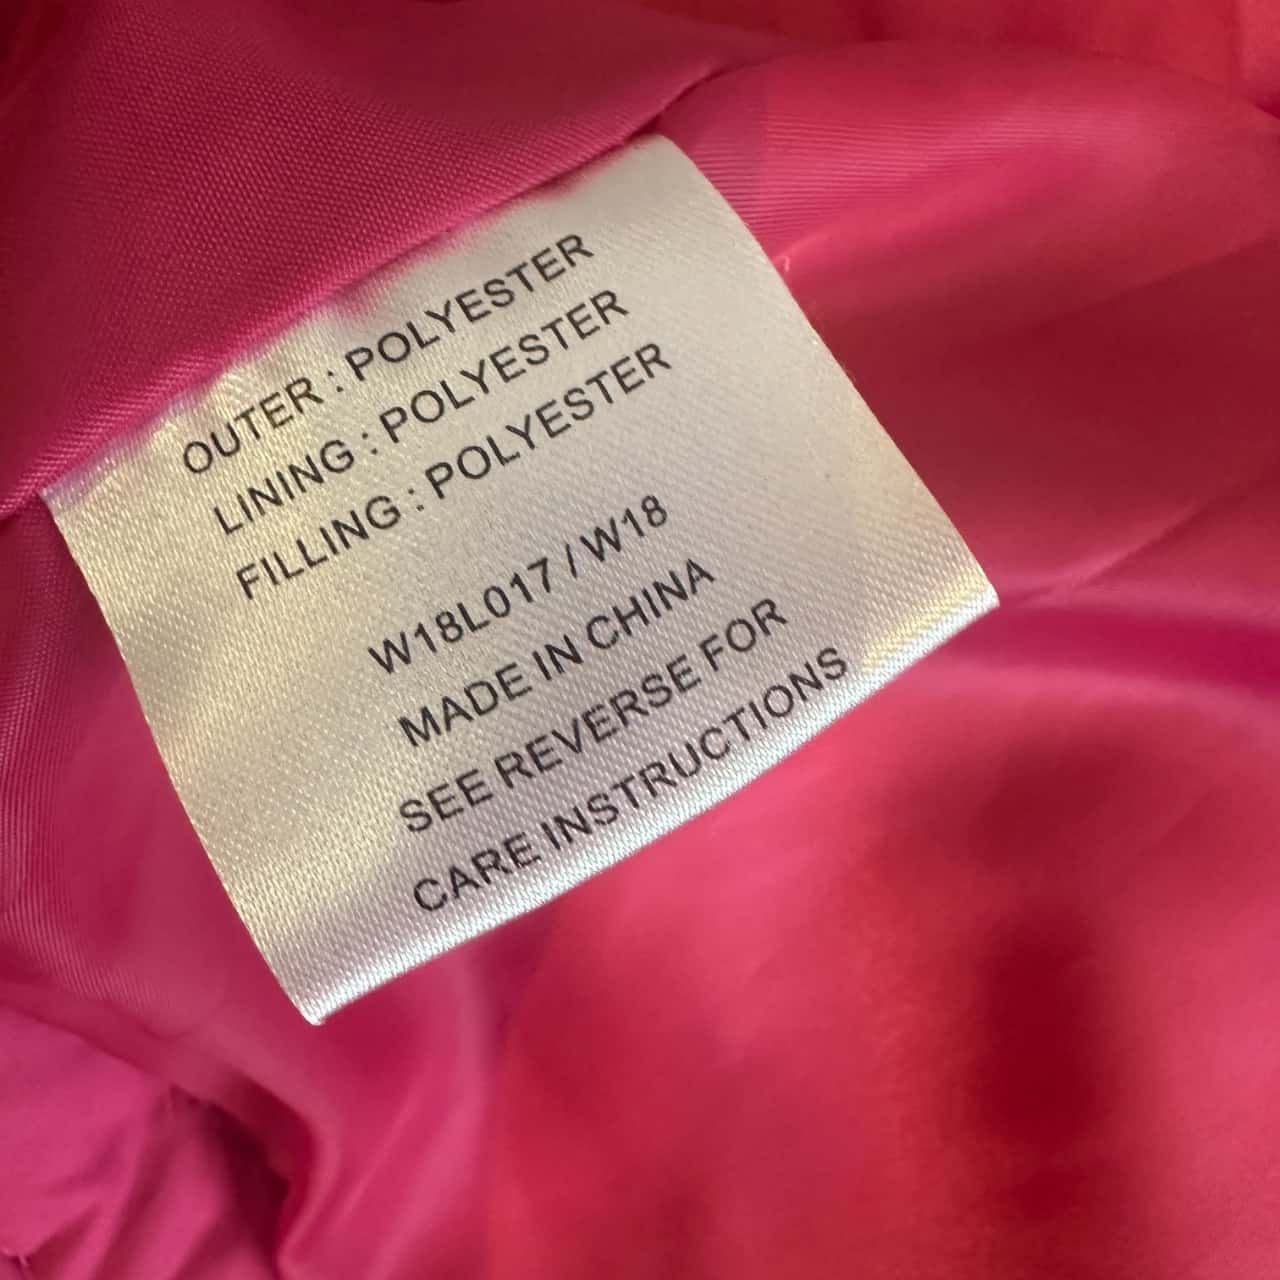 OUTER : POLYESTER
LINING : POLYESTER
FILLING : POLYESTER
W18L017 / W18
MADE IN CHINA
SEE REVERSE FOR
CARE INSTRUCTIONS